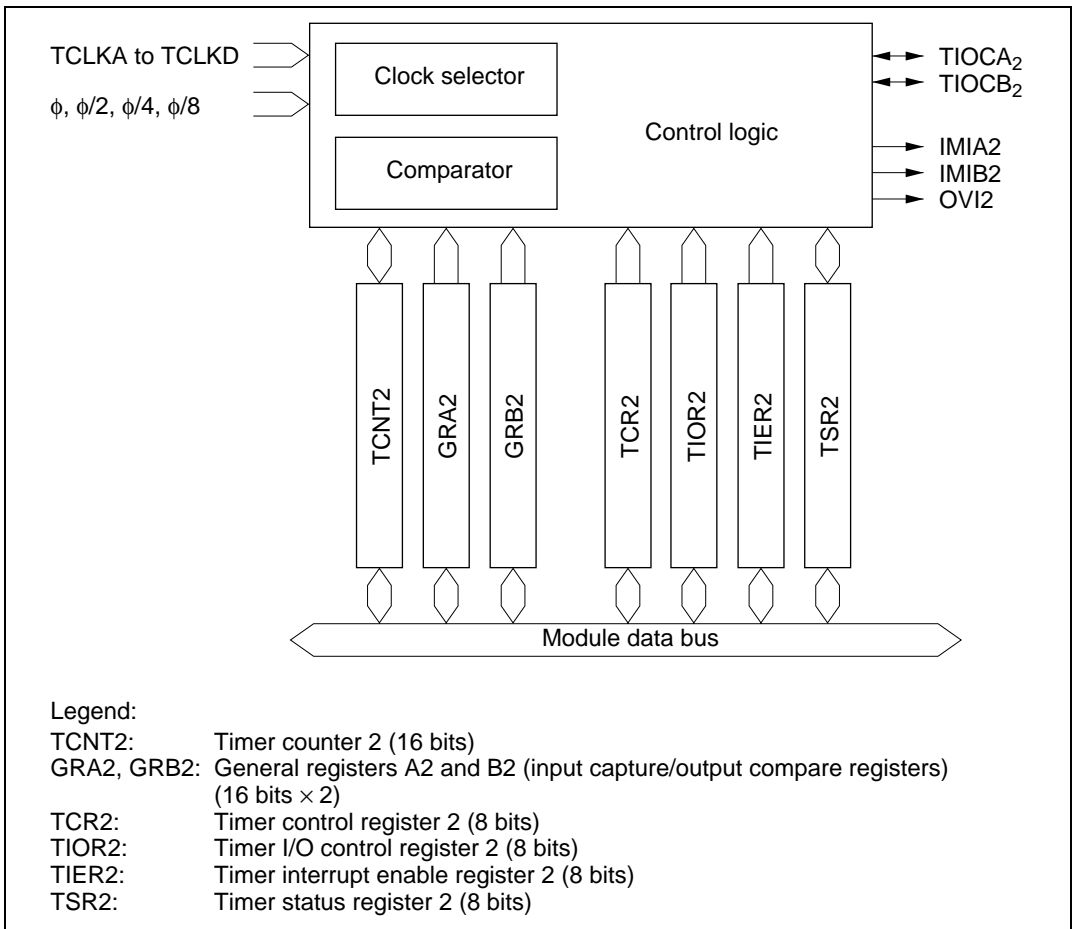 TCLKA to TCLKD
ϕ, ϕ/2, ϕ/4, ϕ/8
Clock selector
Comparator
Control logic
TIOCA2
TIOCB2
IMIA2
IMIB2
OVI2
TCNT2
GRA2
GRB2
TCR2
TIOR2
TIER2
TSR2
Module data bus
Legend:
TCNT2: Timer counter 2 (16 bits)
GRA2, GRB2: General registers A2 and B2 (input capture/output compare registers)
(16 bits × 2)
TCR2: Timer control register 2 (8 bits)
TIOR2: Timer I/O control register 2 (8 bits)
TIER2: Timer interrupt enable register 2 (8 bits)
TSR2: Timer status register 2 (8 bits)